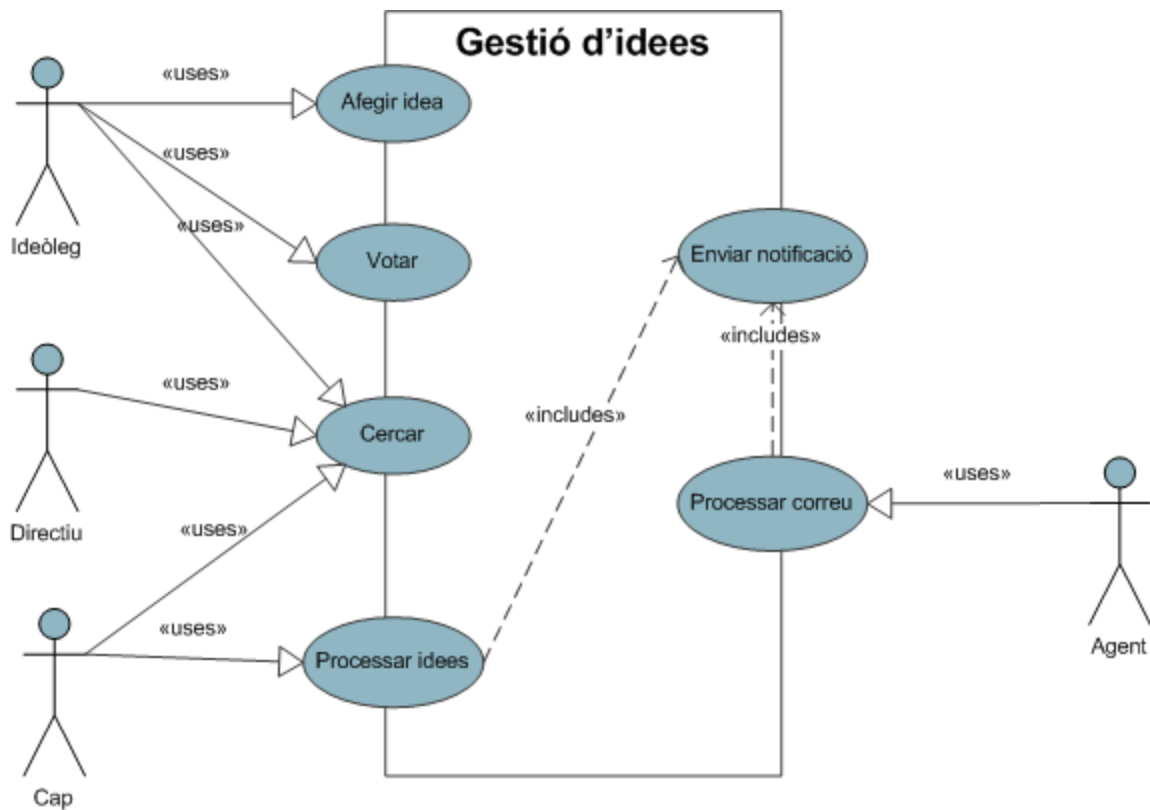 Gestió d’idees
«uses»
Afegir idea
«uses»
«uses»
Ideòleg
Votar
Enviar notificació
«includes»
«uses»
Cercar
«includes»
Directiu
«uses»
Processar correu
«uses»
«uses»
Processar idees
Agent
Cap